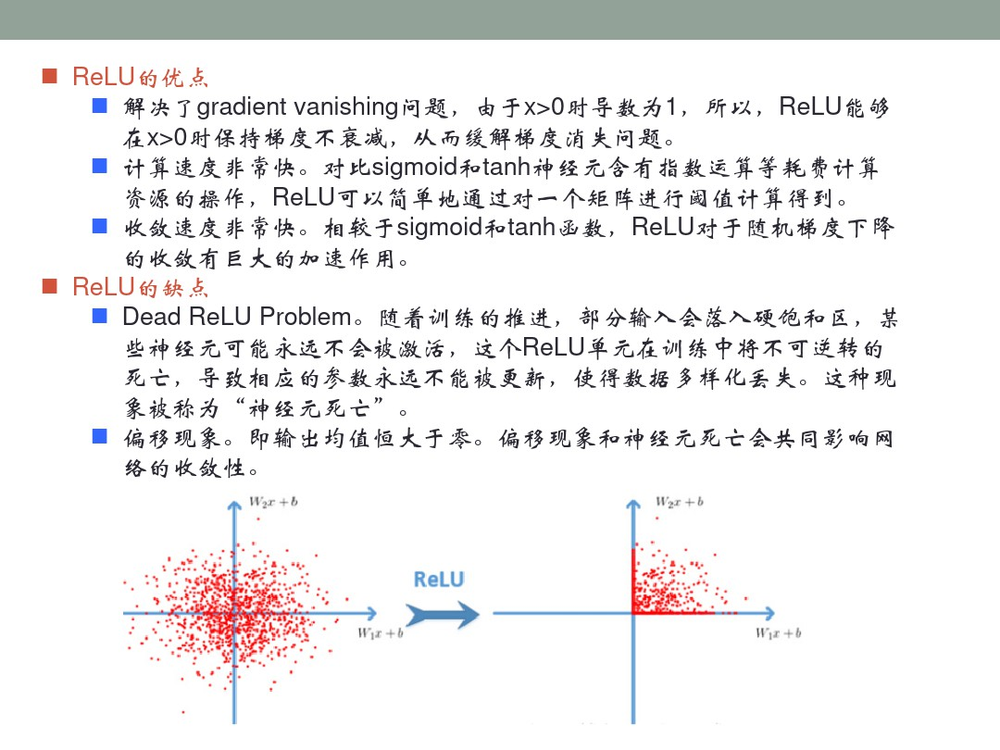 ReLU的优点
解决了gradient vanishing问题，由于x>0时导数为1，所以，ReLU能够
在x>0时保持梯度不衰减，从而缓解梯度消失问题。
计算速度非常快。对比sigmoid和tanh神经元含有指数运算等耗费计算
资源的操作，ReLU可以简单地通过对一个矩阵进行阈值计算得到。
收敛速度非常快。相较于sigmoid和tanh函数，ReLU对于随机梯度下降
的收敛有巨大的加速作用。
ReLU的缺点
Dead ReLU Problem。随着训练的推进，部分输入会落入硬饱和区，某
些神经元可能永远不会被激活，这个ReLU单元在训练中将不可逆转的
死亡，导致相应的参数永远不能被更新，使得数据多样化丢失。这种现
象被称为“神经元死亡”。
偏移现象。即输出均值恒大于零。偏移现象和神经元死亡会共同影响网
络的收敛性。
W₂x + b
W₂x + b
ReLU
W₁x + b
W₁x + b